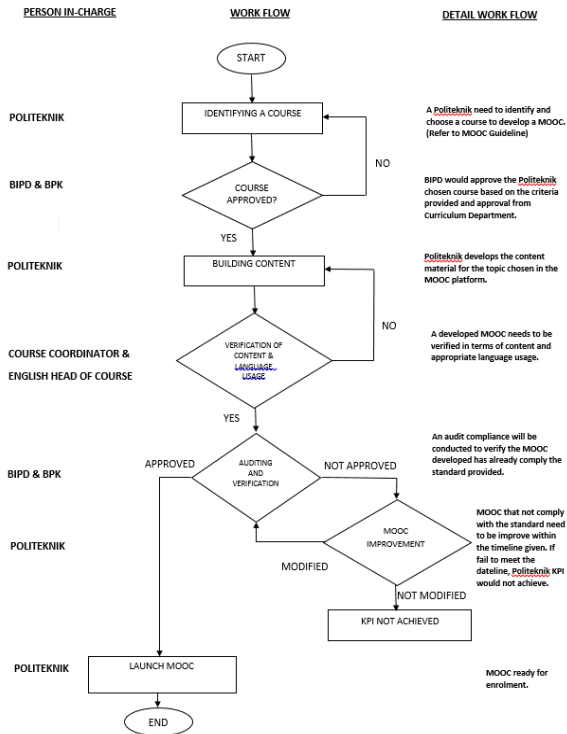 PERSON IN-CHARGE
WORK FLOW
DETAIL WORK FLOW
START
POLITEKNIK
IDENTIFYING A COURSE
A Politeknik need to identify and
choose a course to develop a MOOC.
(Refer to MOOC Guideline)
NO
BIPD & BPK
COURSE
APPROVED?
BIPD would approve the Politeknik
chosen course based on the criteria
provided and approval from
Curriculum Department.
YES
POLITEKNIK
BUILDING CONTENT
Politeknik develops the content
material for the topic chosen in the
MOOC platform.
NO
COURSE COORDINATOR &
ENGLISH HEAD OF COURSE
VERIFICATION OF
CONTENT &
LANGUAGE
USAGE
A developed MOOC needs to be
verified in terms of content and
appropriate language usage.
YES
BIPD & BPK
APPROVED
AUDITING
AND
VERIFICATION
NOT APPROVED
An audit compliance will be
conducted to verify the MOOC
developed has already comply the
standard provided.
POLITEKNIK
MOOC
IMPROVEMENT
MOOC that not comply
with the standard need
to be improve within
the timeline given. If
fail to meet the
dateline, Politeknik KPI
would not achieve.
MODIFIED
NOT MODIFIED
KPI NOT ACHIEVED
POLITEKNIK
LAUNCH MOOC
MOOC ready for
enrolment.
END